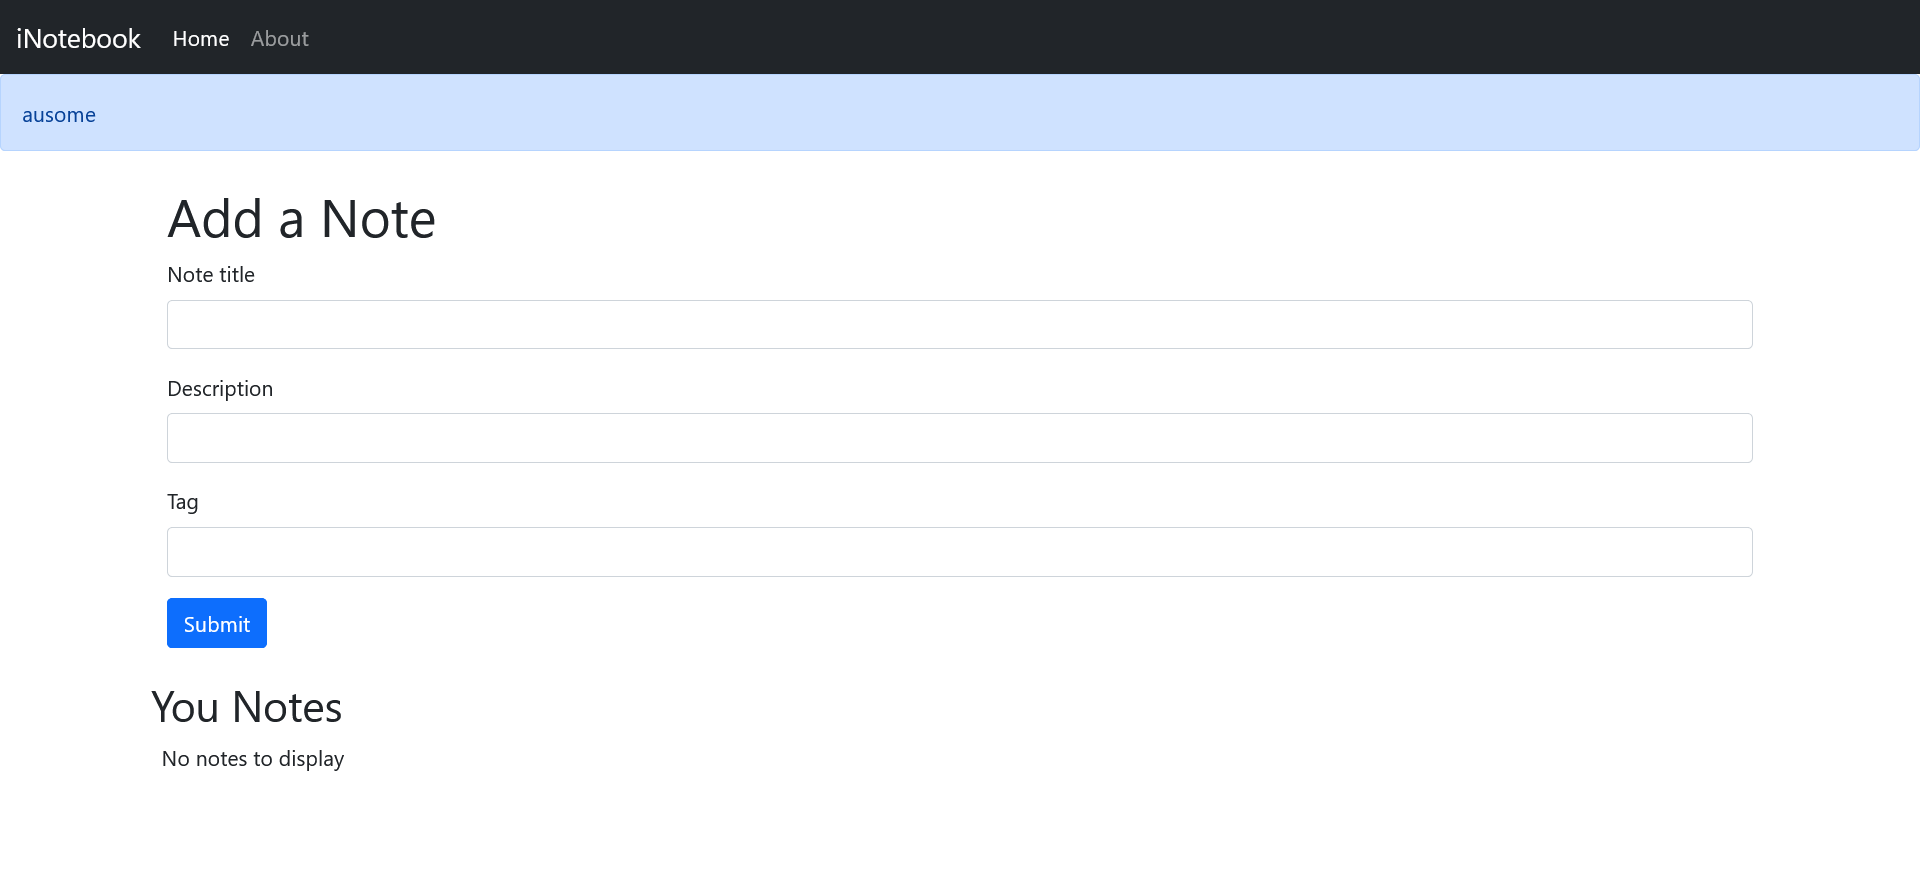 iNotebook Home About
ausome
Add a Note
Note title
Description
Tag
Submit
You Notes
No notes to display